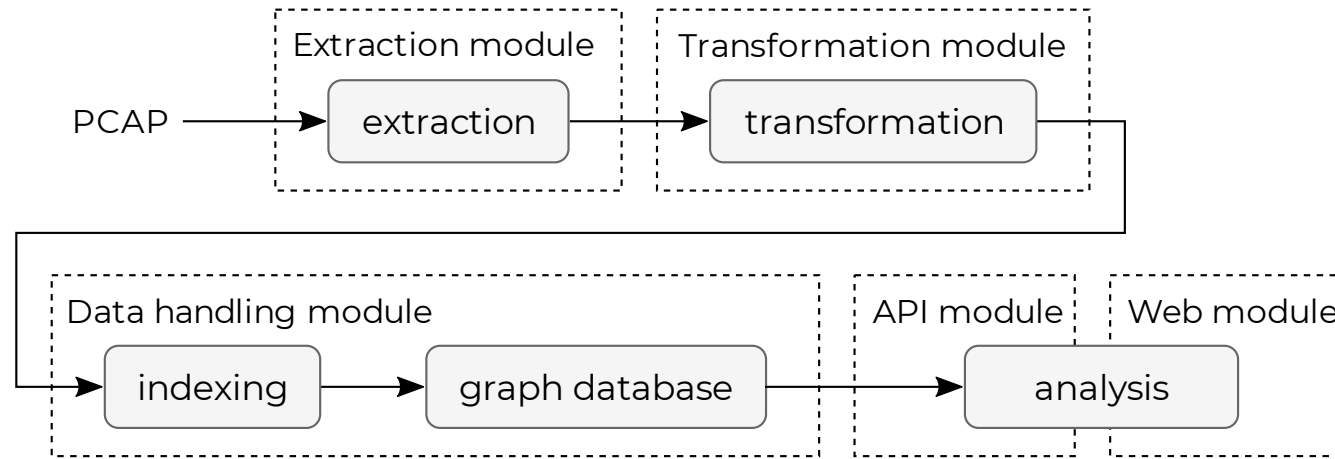 Extraction module
Transformation module
PCAP
extraction
transformation
Data handling module
API module
Web module
indexing
graph database
analysis